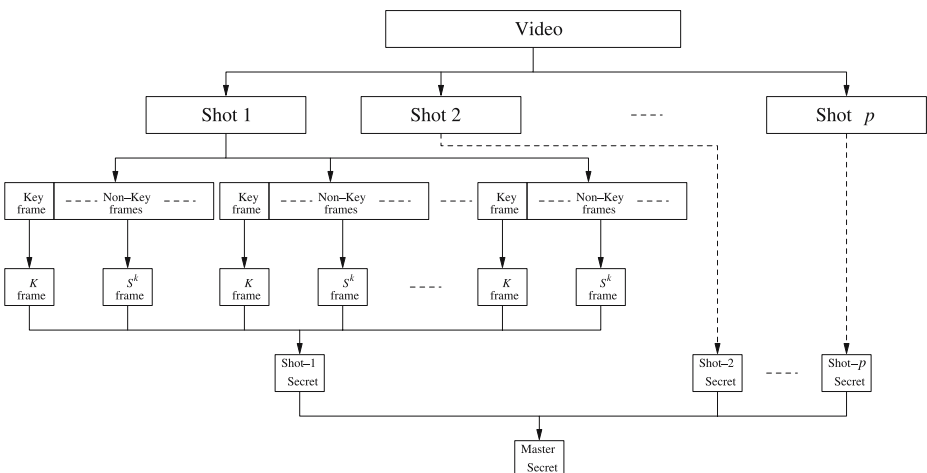 Video
Shot 1
Shot 2
Shot p
Key
frame
Non–Key
frames
Key
frame
Non–Key
frames
Key
frame
Non–Key
frames
K
frame
S^k
frame
K
frame
S^k
frame
K
frame
S^k
frame
Shot–1
Secret
Shot–2
Secret
Shot–p
Secret
Master
Secret